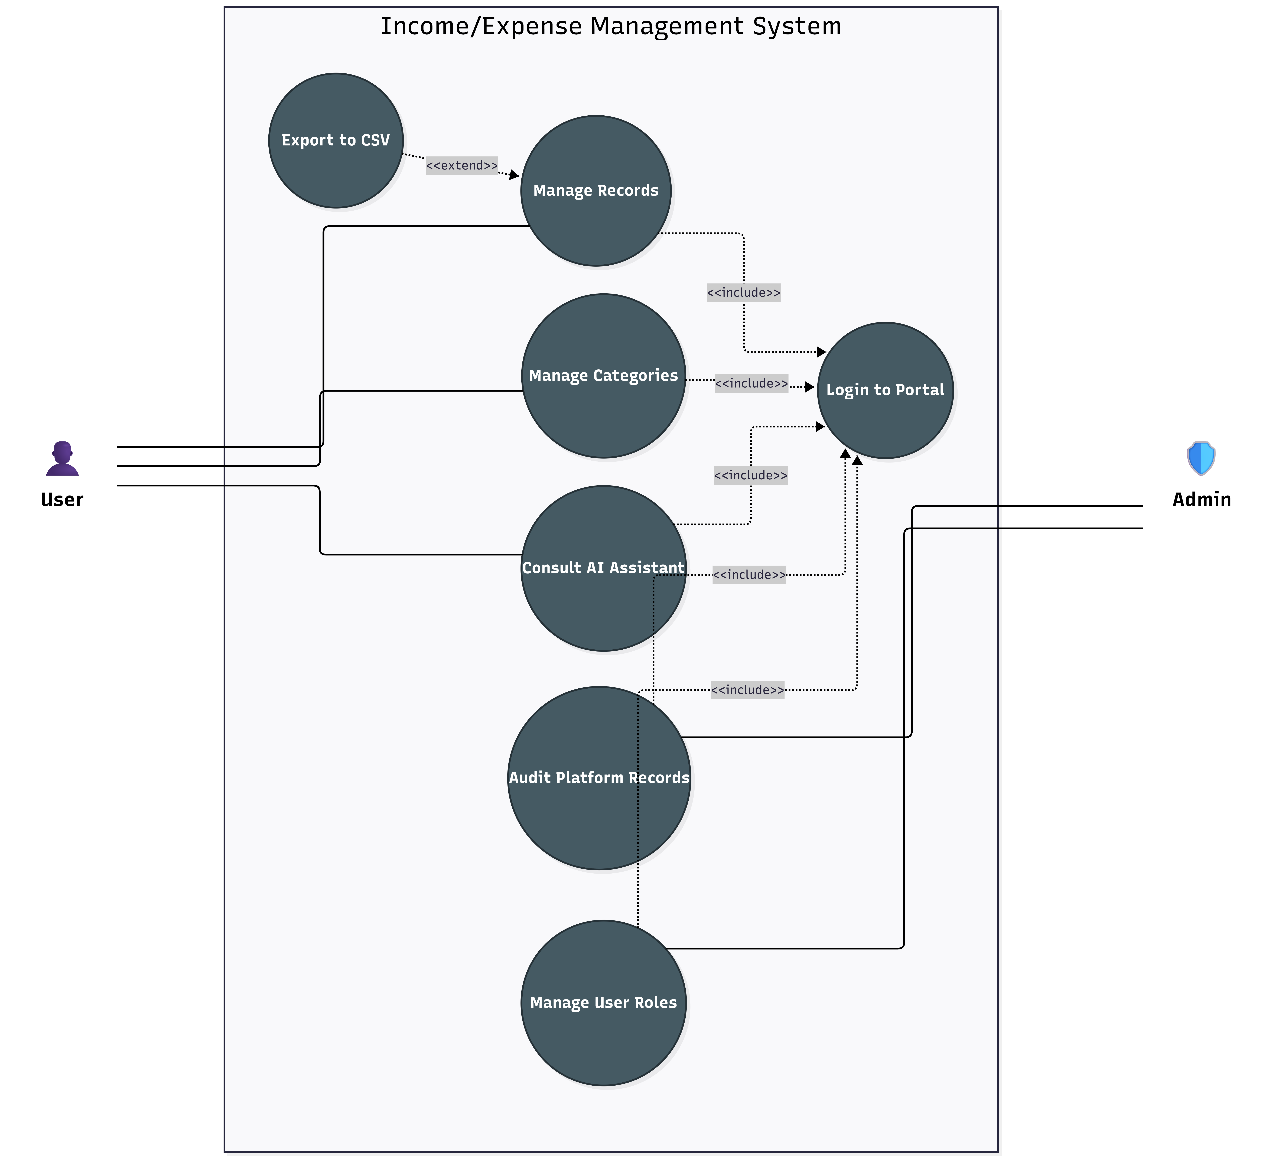 Income/Expense Management System
Export to CSV
<<extend>>
Manage Records
<<include>>
Manage Categories
<<include>>
Login to Portal
User
Admin
<<include>>
Consult AI Assistant
<<include>>
<<include>>
Audit Platform Records
Manage User Roles